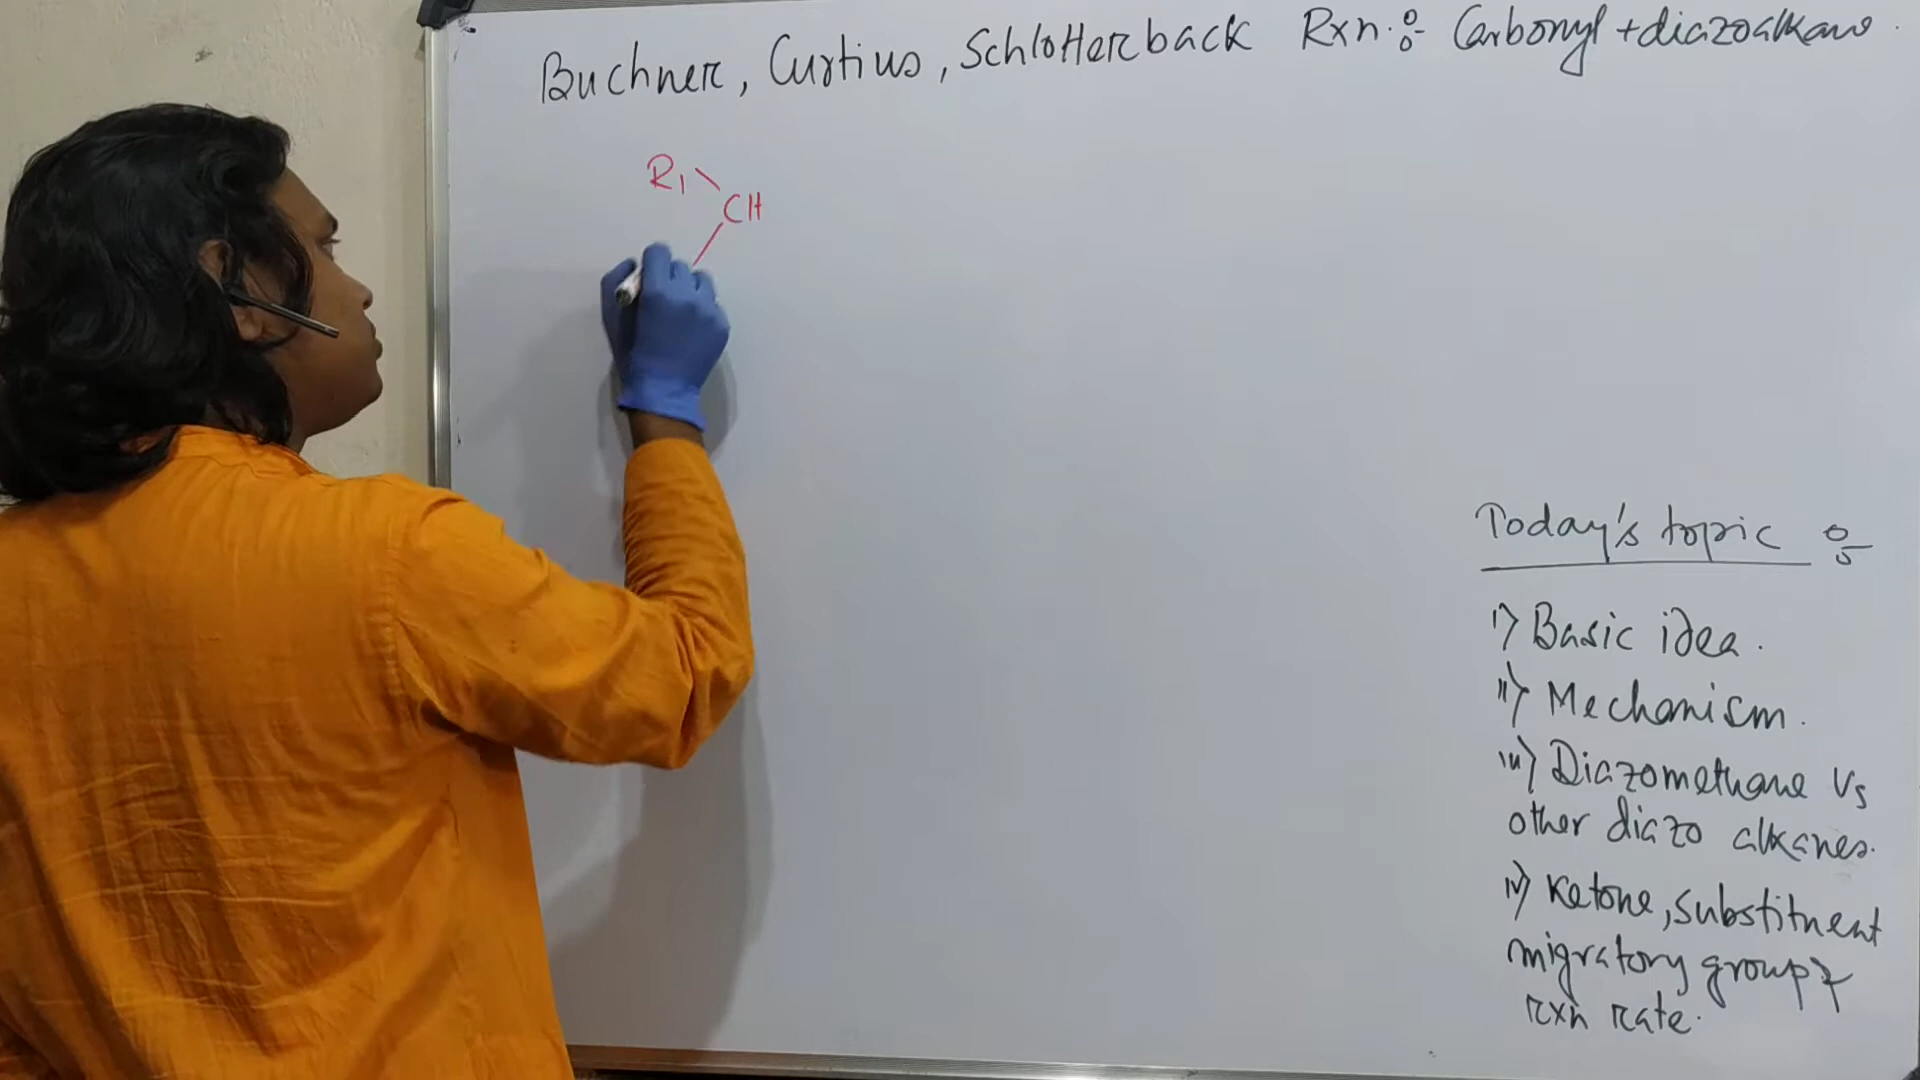 Buchner, Curtius, Schlotterback Rxn.:- Carbonyl + diazoalkane.
R1
CH
Today's topic :-
i) Basic idea.
ii) Mechanism.
iii) Diazomethane Vs
other diazo alkanes.
iv) Ketone, substituent
migratory group &
rxn rate.